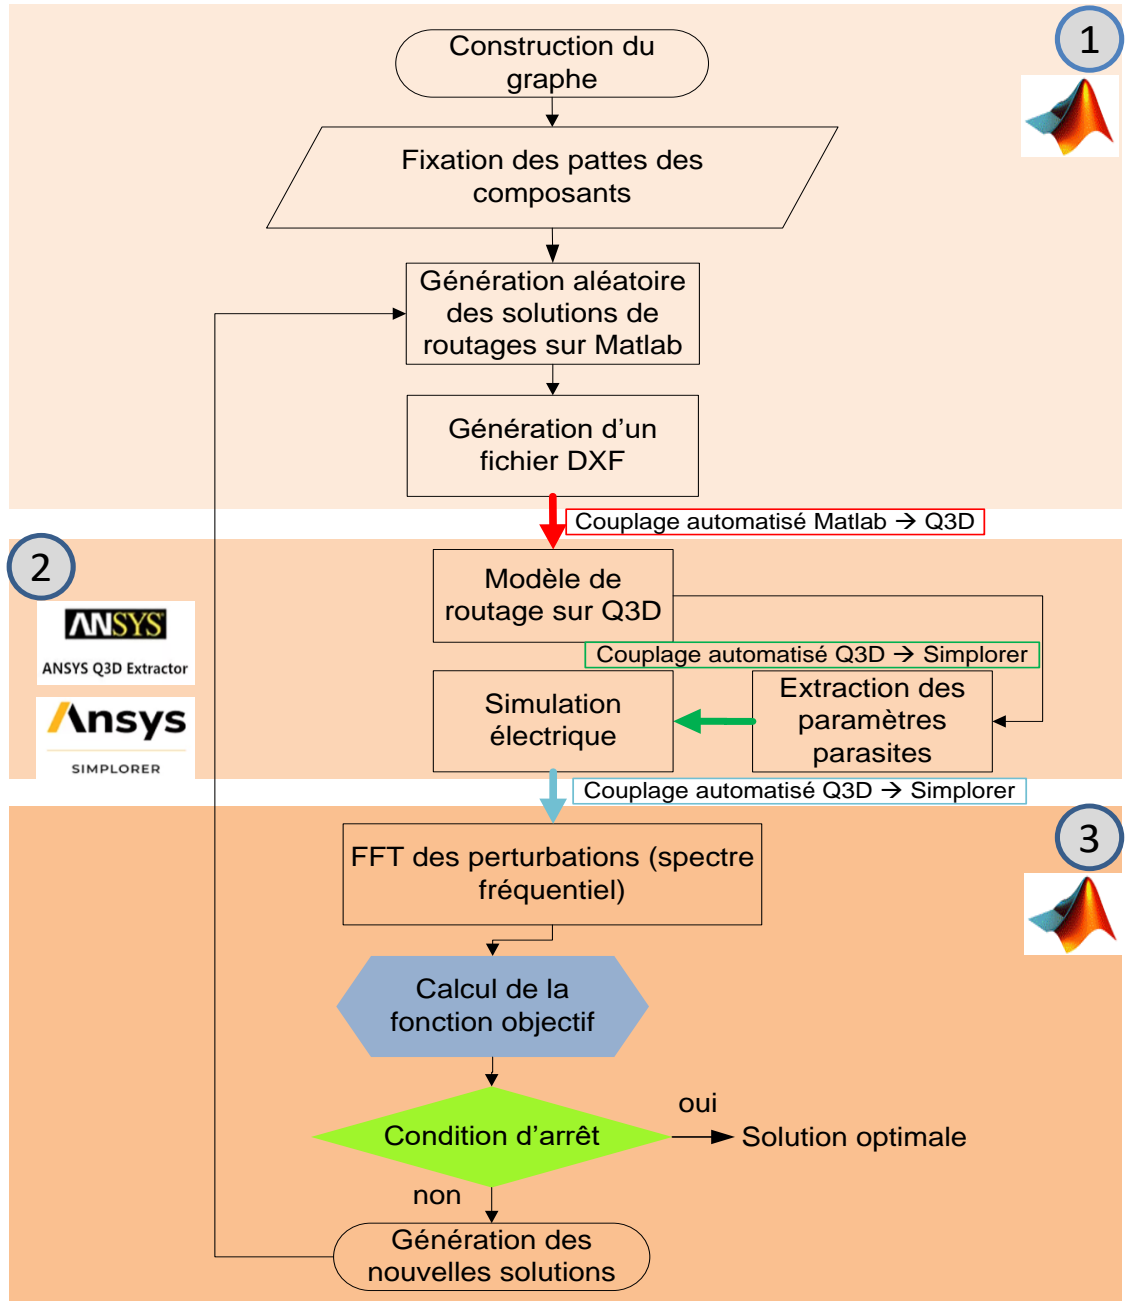 1
Construction du
graphe
Fixation des pattes des
composants
Génération aléatoire
des solutions de
routages sur Matlab
Génération d’un
fichier DXF
Couplage automatisé Matlab → Q3D
2
ANSYS
ANSYS Q3D Extractor
Ansys
SIMPLORER
Modèle de
routage sur Q3D
Couplage automatisé Q3D → Simplorer
Simulation
électrique
Extraction des
paramètres
parasites
Couplage automatisé Q3D → Simplorer
3
FFT des perturbations (spectre
fréquentiel)
Calcul de la
fonction objectif
Condition d’arrêt
oui
Solution optimale
non
Génération des
nouvelles solutions